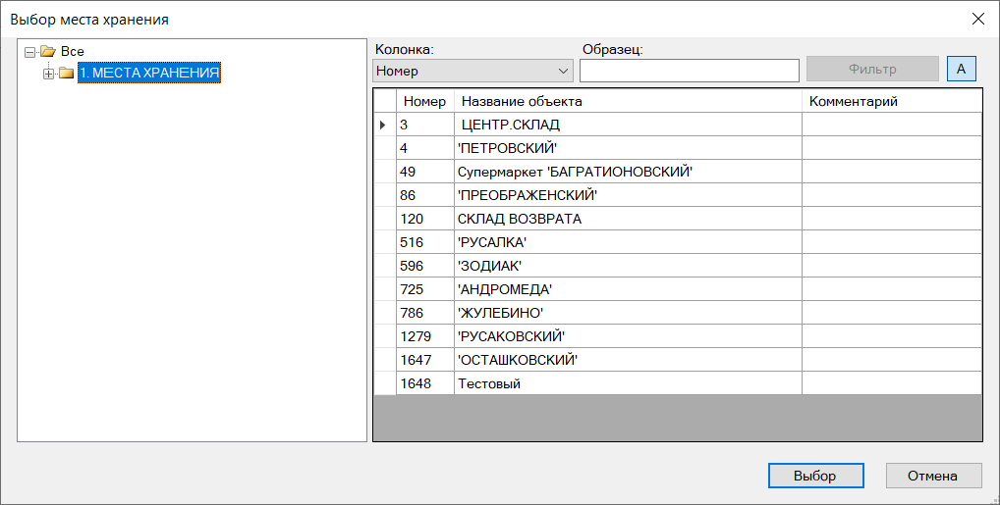 Выбор места хранения
Все
1. МЕСТА ХРАНЕНИЯ
Колонка: Образец:
Номер Фильтр А
Номер Название объекта Комментарий
3 ЦЕНТР.СКЛАД
4 'ПЕТРОВСКИЙ'
49 Супермаркет 'БАГРАТИОНОВСКИЙ'
86 'ПРЕОБРАЖЕНСКИЙ'
120 СКЛАД ВОЗВРАТА
516 'РУСАЛКА'
596 'ЗОДИАК'
725 'АНДРОМЕДА'
786 'ЖУЛЕБИНО'
1279 'РУСАКОВСКИЙ'
1647 'ОСТАШКОВСКИЙ'
1648 Тестовый
Выбор Отмена